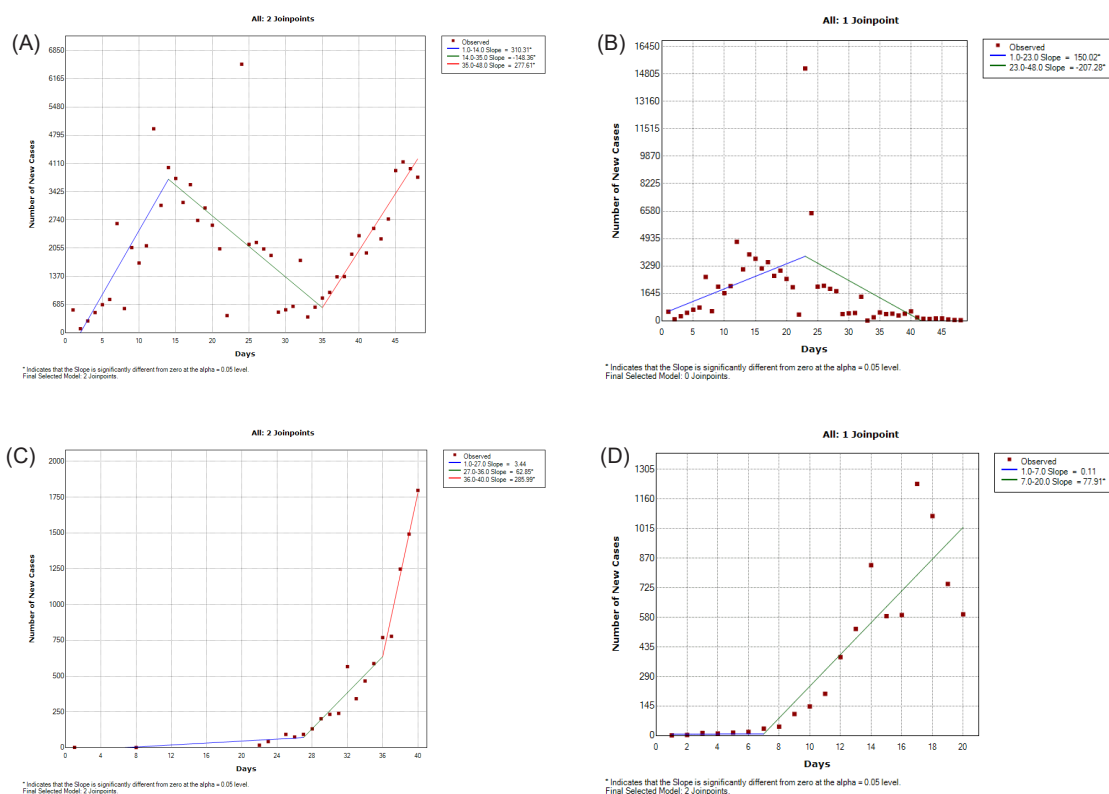 (A)
All: 2 Joinpoints
Number of New Cases
6850
6165
5480
4795
4110
3425
2740
2055
1370
685
0
0 5 10 15 20 25 30 35 40 45
Days
Observed
1.0-14.0 Slope = 310.31*
14.0-35.0 Slope = -148.36*
35.0-48.0 Slope = 277.61*
* Indicates that the Slope is significantly different from zero at the alpha = 0.05 level.
Final Selected Model: 2 Joinpoints.
(B)
All: 1 Joinpoint
Number of New Cases
16450
14805
13160
11515
9870
8225
6580
4935
3290
1645
0
0 5 10 15 20 25 30 35 40 45
Days
Observed
1.0-23.0 Slope = 150.02*
23.0-48.0 Slope = -207.28*
* Indicates that the Slope is significantly different from zero at the alpha = 0.05 level.
Final Selected Model: 0 Joinpoints.
(C)
All: 2 Joinpoints
Number of New Cases
2000
1750
1500
1250
1000
750
500
250
0
0 4 8 12 16 20 24 28 32 36 40
Days
Observed
1.0-27.0 Slope = 3.44
27.0-36.0 Slope = 62.85*
36.0-40.0 Slope = 285.99*
* Indicates that the Slope is significantly different from zero at the alpha = 0.05 level.
Final Selected Model: 2 Joinpoints.
(D)
All: 1 Joinpoint
Number of New Cases
1305
1160
1015
870
725
580
435
290
145
0
0 2 4 6 8 10 12 14 16 18 20
Days
Observed
1.0-7.0 Slope = 0.11
7.0-20.0 Slope = 77.91*
* Indicates that the Slope is significantly different from zero at the alpha = 0.05 level.
Final Selected Model: 2 Joinpoints.